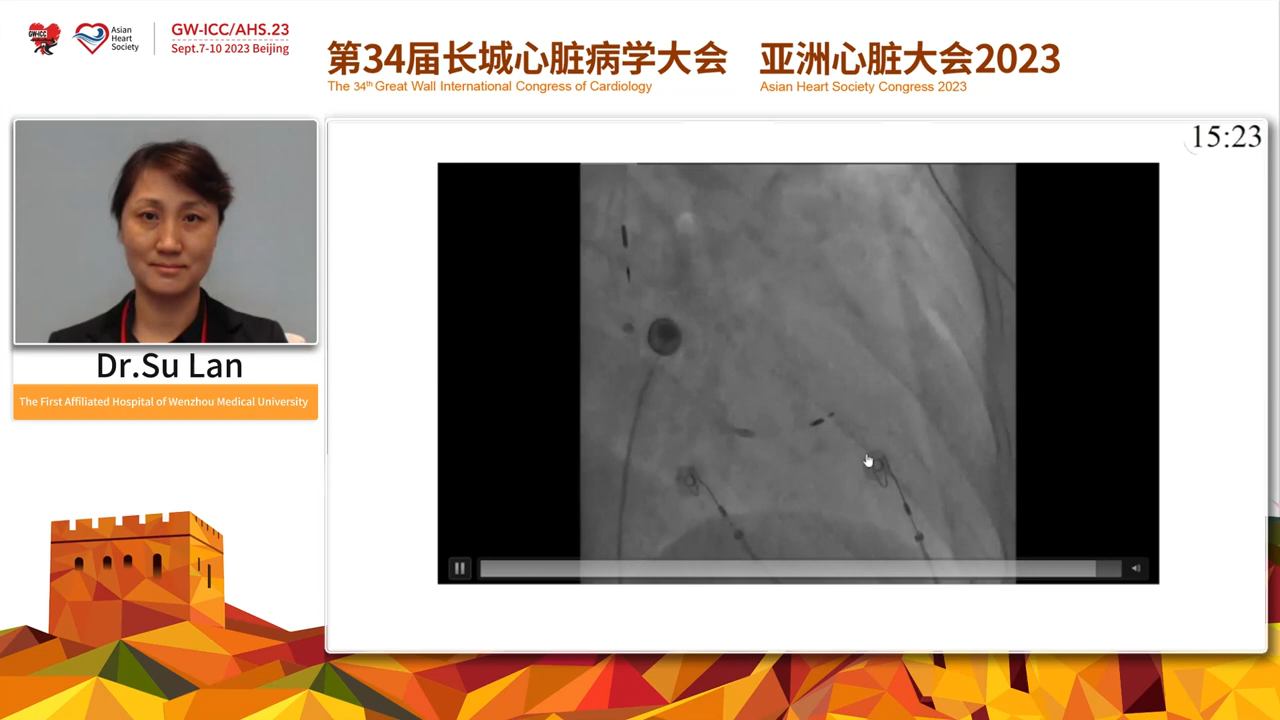 GW-ICC
Asian
Heart
Society
GW-ICC/AHS.23
Sept.7-10 2023 Beijing
第34届长城心脏病学大会 亚洲心脏大会2023
The 34th Great Wall International Congress of Cardiology Asian Heart Society Congress 2023
15:23
Dr.Su Lan
The First Affiliated Hospital of Wenzhou Medical University